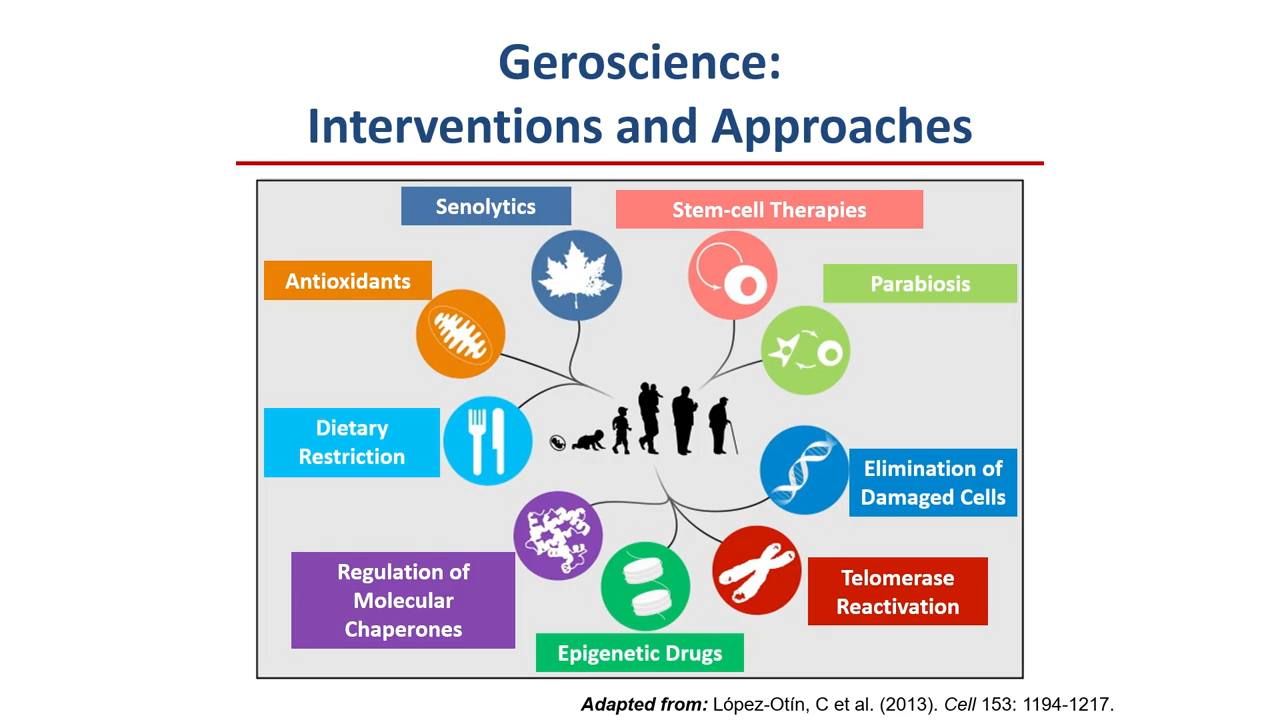 Geroscience:
Interventions and Approaches
Senolytics
Stem-cell Therapies
Antioxidants
Parabiosis
Dietary
Restriction
Elimination of
Damaged Cells
Regulation of
Molecular
Chaperones
Telomerase
Reactivation
Epigenetic Drugs
Adapted from: López-Otín, C et al. (2013). Cell 153: 1194-1217.